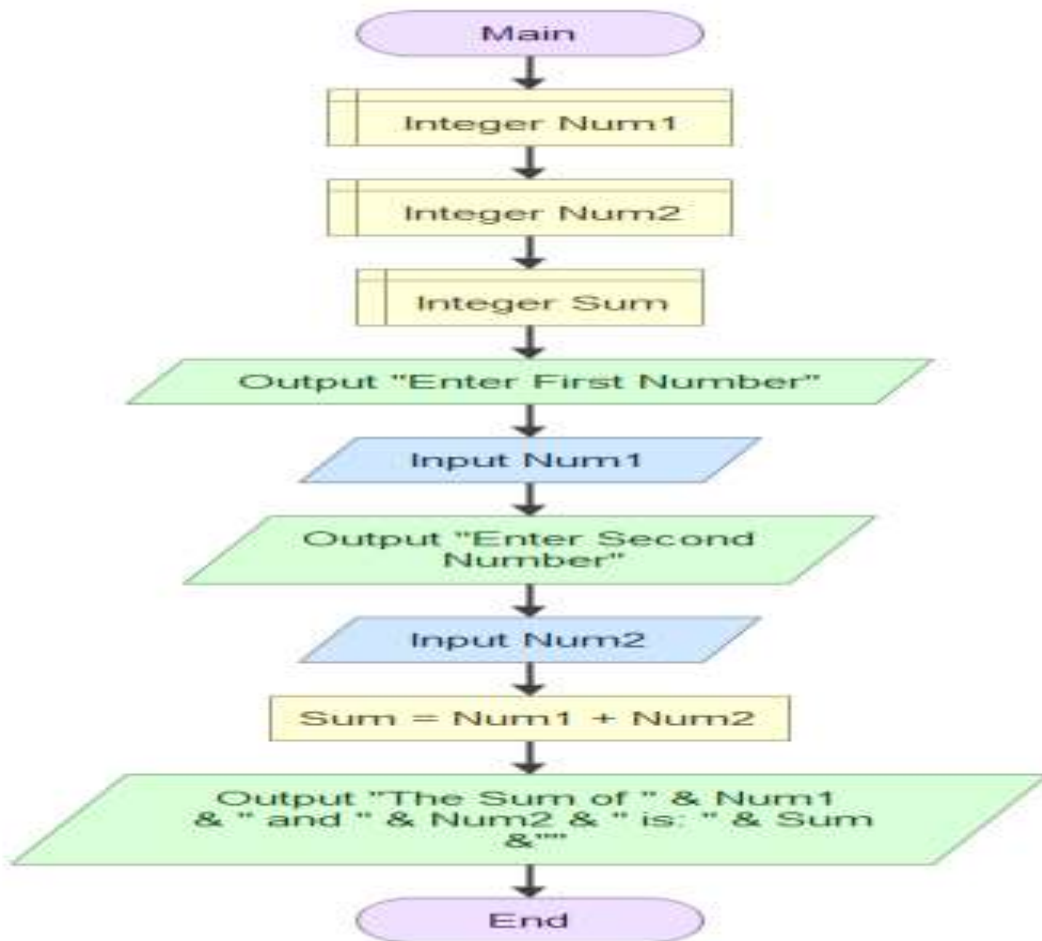 Main
Integer Num1
Integer Num2
Integer Sum
Output "Enter First Number"
Input Num1
Output "Enter Second
Number"
Input Num2
Sum = Num1 + Num2
Output "The Sum of " & Num1
& " and " & Num2 & " is: " & Sum
&""
End